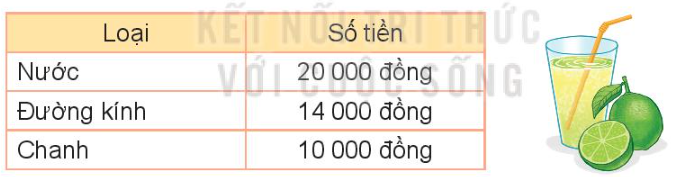 KẾT NỐI TRI THỨC
VỚI CUỘC SỐNG
Loại Số tiền
Nước 20 000 đồng
Đường kính 14 000 đồng
Chanh 10 000 đồng